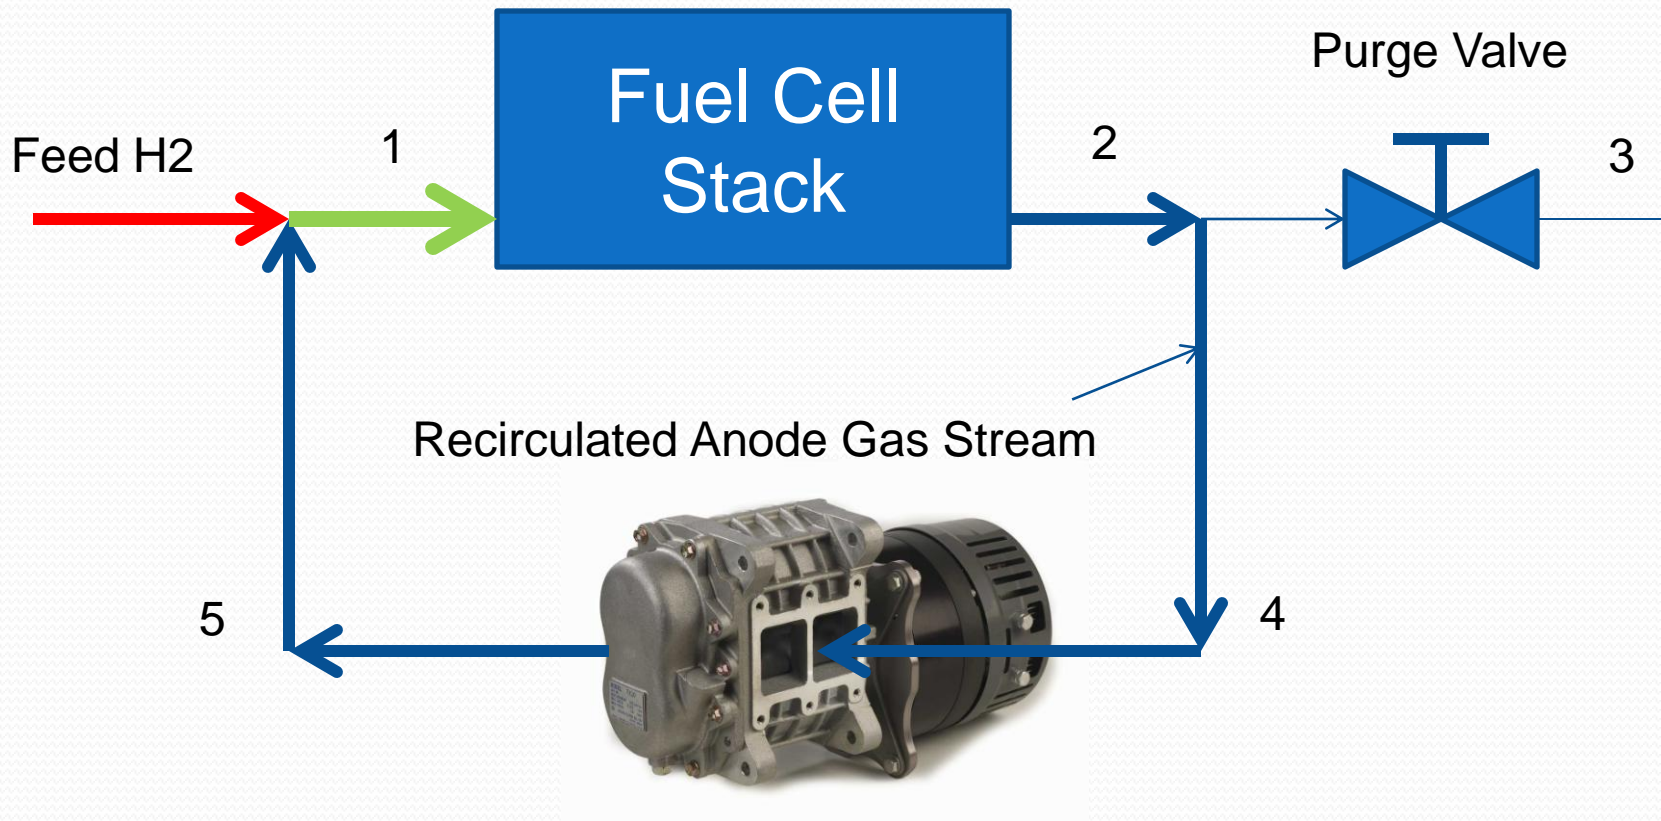 Purge Valve
Fuel Cell
Stack
Feed H2
1
2
3
Recirculated Anode Gas Stream
5
4